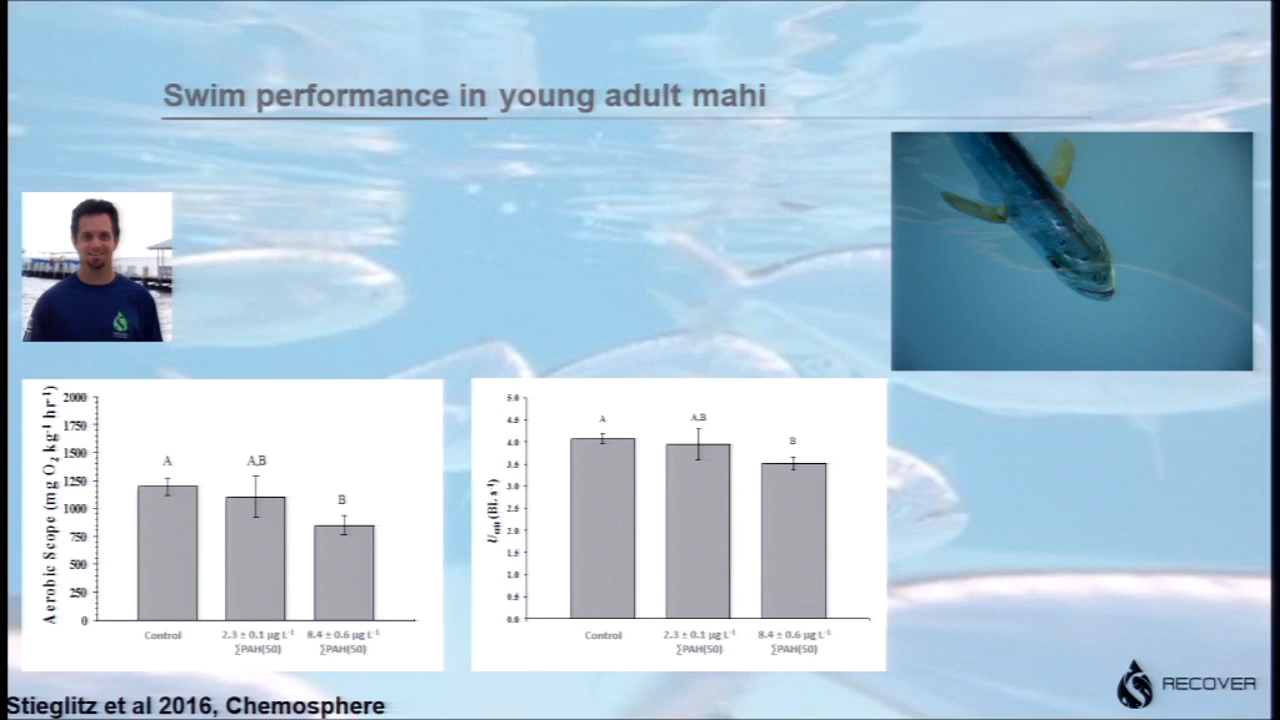 Swim performance in young adult mahi
Aerobic Scope (mg O₂ kg⁻¹ hr⁻¹)
2000
1750
1500
1250
1000
750
500
250
0
A
A,B
B
Control
2.3 ± 0.1 µg L⁻¹
∑PAH(50)
8.4 ± 0.6 µg L⁻¹
∑PAH(50)
Ucrit (BL s⁻¹)
5.0
4.5
4.0
3.5
3.0
2.5
2.0
1.5
1.0
0.5
0.0
A
A,B
B
Control
2.3 ± 0.1 µg L⁻¹
∑PAH(50)
8.4 ± 0.6 µg L⁻¹
∑PAH(50)
RECOVER
Stieglitz et al 2016, Chemosphere